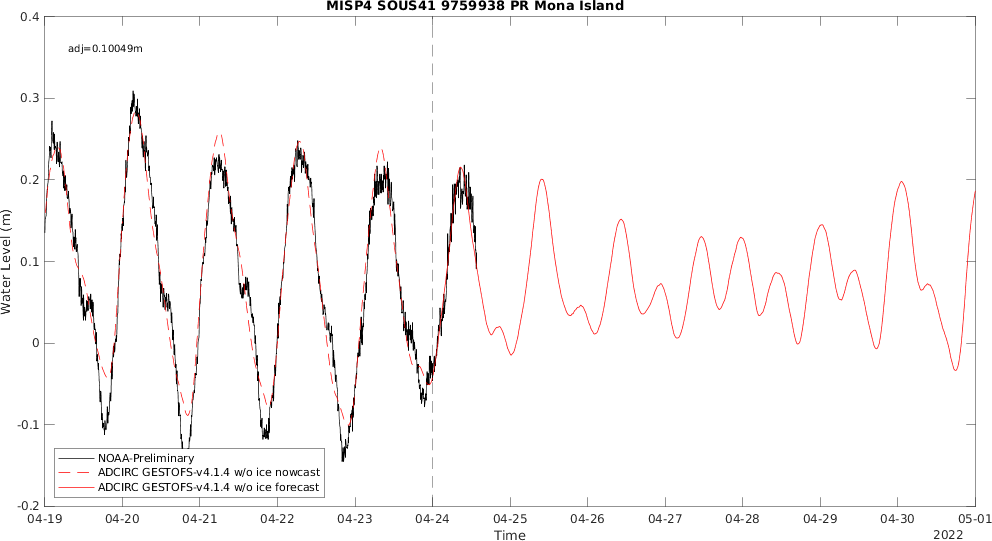 MISP4 SOUS41 9759938 PR Mona Island
adj=0.10049m
0.4
0.3
0.2
0.1
0
-0.1
-0.2
Water Level (m)
NOAA-Preliminary
ADCIRC GESTOFS-v4.1.4 w/o ice nowcast
ADCIRC GESTOFS-v4.1.4 w/o ice forecast
04-19 04-20 04-21 04-22 04-23 04-24 04-25 04-26 04-27 04-28 04-29 04-30 05-01
Time
2022